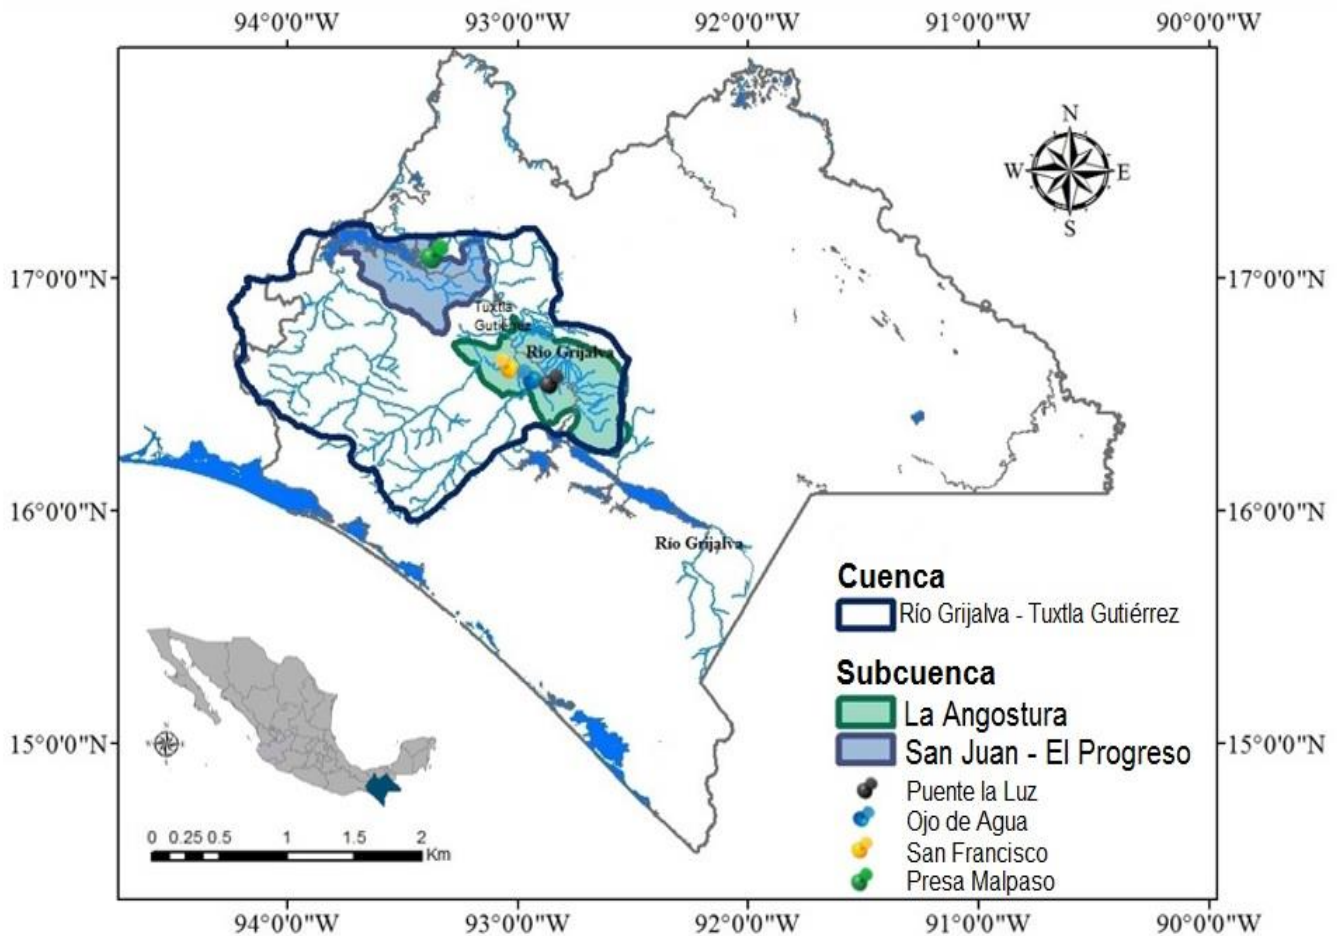 94°0'0"W 93°0'0"W 92°0'0"W 91°0'0"W 90°0'0"W
N
W E
S
17°0'0"N 17°0'0"N
Tuxtla
Gutiérrez
Río Grijalva
16°0'0"N 16°0'0"N
Río Grijalva
Cuenca
Río Grijalva - Tuxtla Gutiérrez
Subcuenca
La Angostura
15°0'0"N 15°0'0"N
San Juan - El Progreso
Puente la Luz
Ojo de Agua
San Francisco
Presa Malpaso
0 0.25 0.5 1 1.5 2
Km
94°0'0"W 93°0'0"W 92°0'0"W 91°0'0"W 90°0'0"W